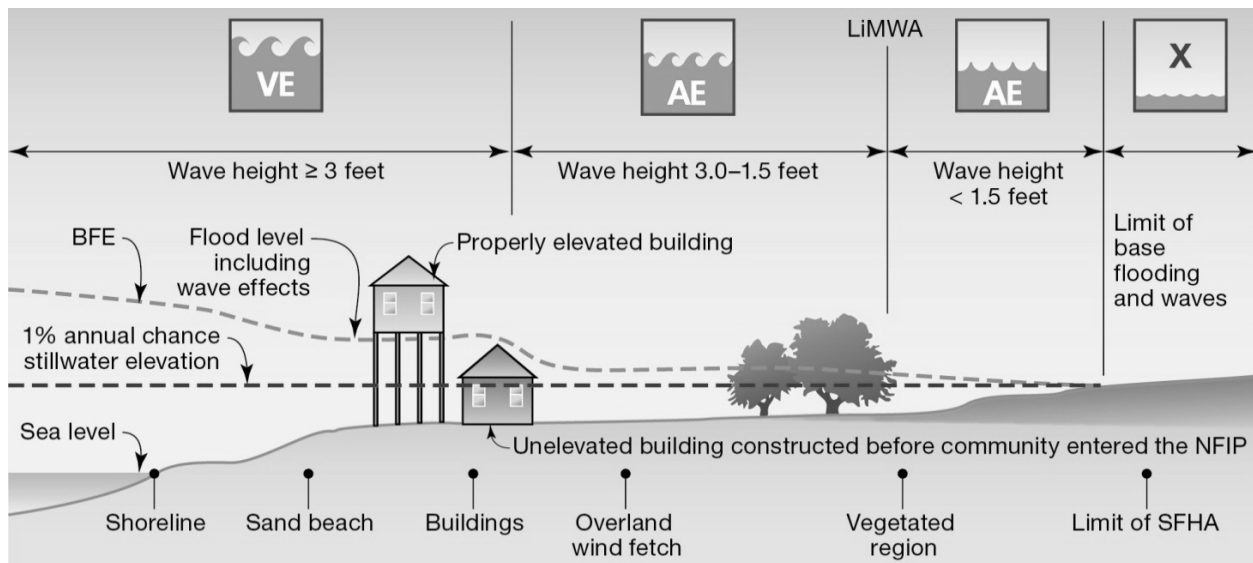 LiMWA
VE
AE
AE
X
Wave height ≥ 3 feet
Wave height 3.0–1.5 feet
Wave height
< 1.5 feet
Limit of
base
flooding
and waves
BFE
Flood level
including
wave effects
Properly elevated building
1% annual chance
stillwater elevation
Sea level
Unelevated building constructed before community entered the NFIP
Shoreline
Sand beach
Buildings
Overland
wind fetch
Vegetated
region
Limit of SFHA